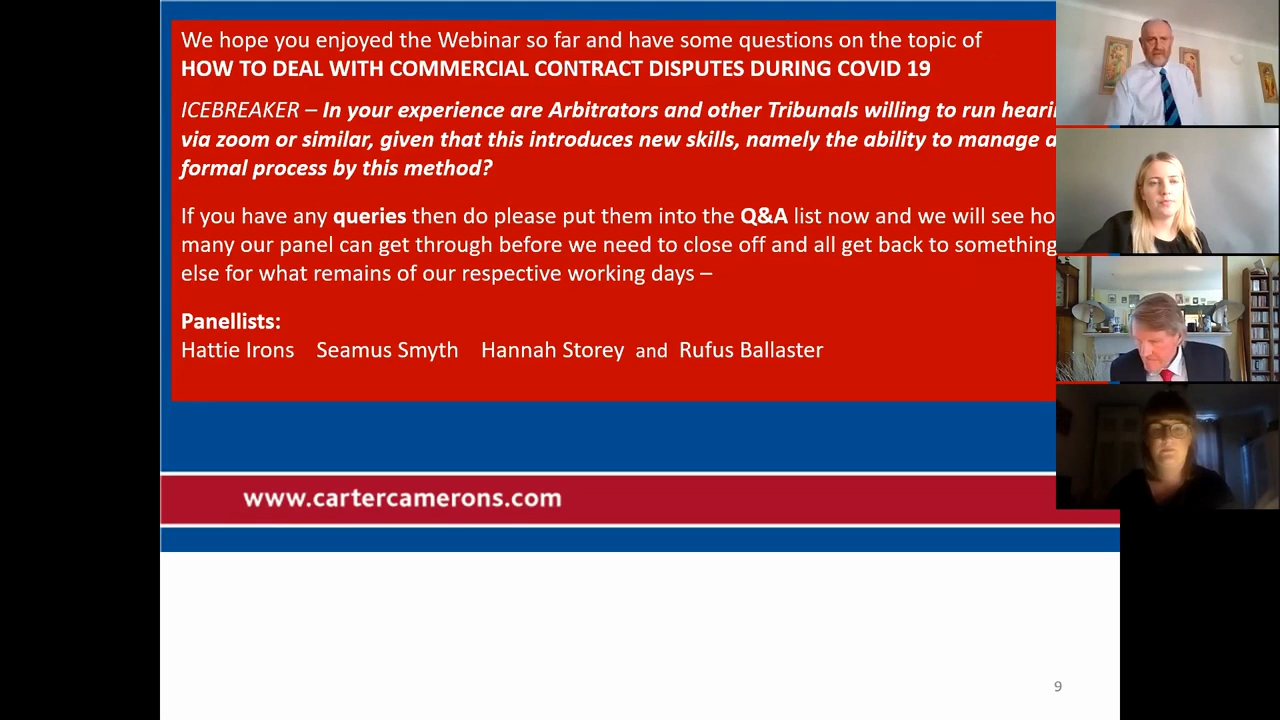 We hope you enjoyed the Webinar so far and have some questions on the topic of
HOW TO DEAL WITH COMMERCIAL CONTRACT DISPUTES DURING COVID 19
ICEBREAKER – In your experience are Arbitrators and other Tribunals willing to run
via zoom or similar, given that this introduces new skills, namely the ability to manage a
formal process by this method?
If you have any queries then do please put them into the Q&A list now and we will see
many our panel can get through before we need to close off and all get back to something
else for what remains of our respective working days –
Panellists:
Hattie Irons Seamus Smyth Hannah Storey and Rufus Ballaster
www.cartercamerons.com
9